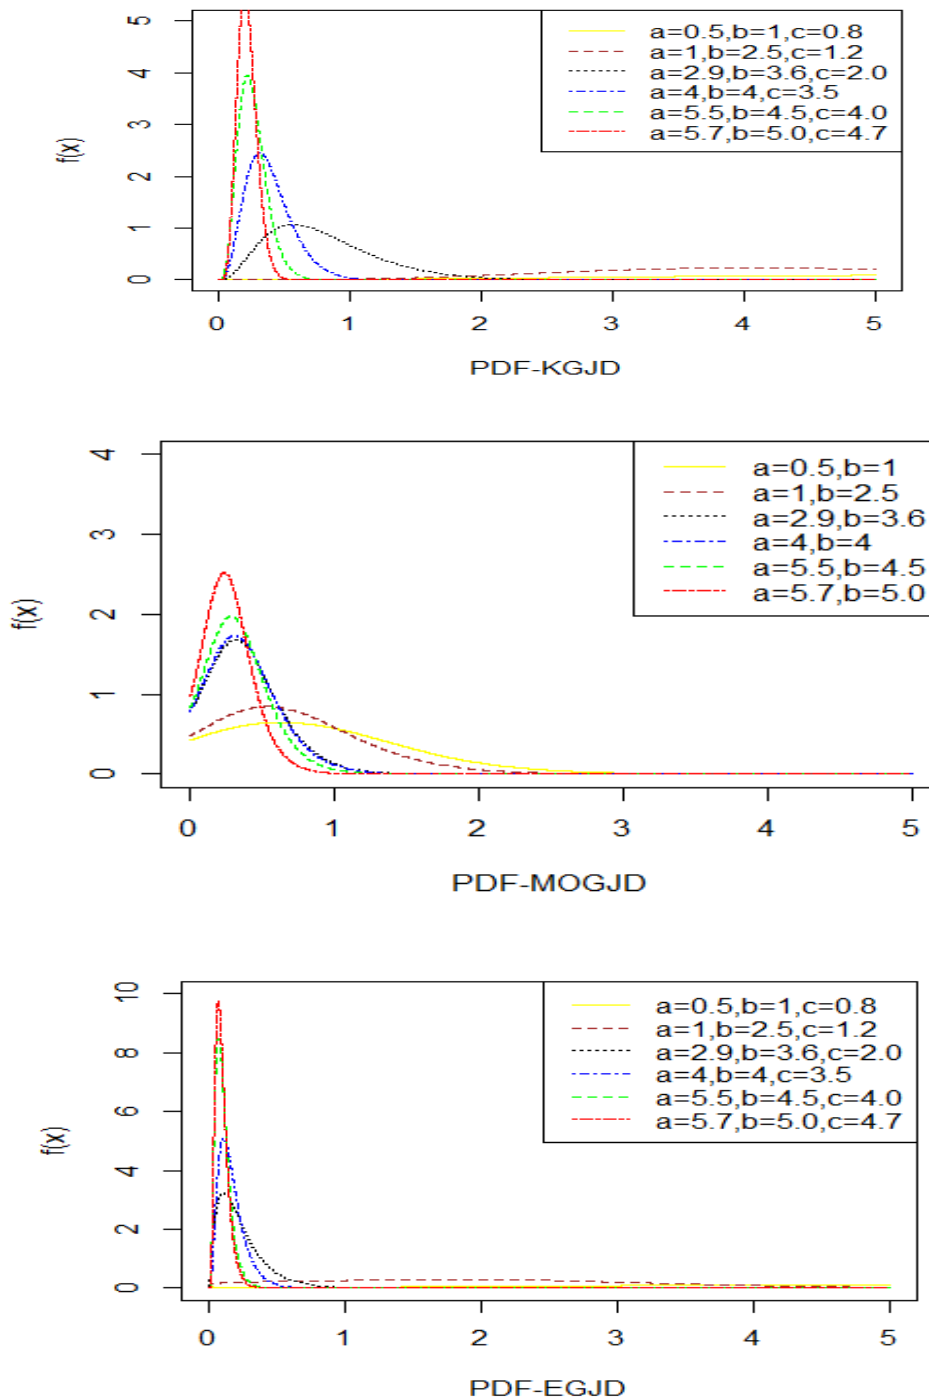 5
4
3
2
1
0
f(x)
a=0.5,b=1,c=0.8
a=1,b=2.5,c=1.2
a=2.9,b=3.6,c=2.0
a=4,b=4,c=3.5
a=5.5,b=4.5,c=4.0
a=5.7,b=5.0,c=4.7
0 1 2 3 4 5
PDF-KGJD
4
3
2
1
0
f(x)
a=0.5,b=1
a=1,b=2.5
a=2.9,b=3.6
a=4,b=4
a=5.5,b=4.5
a=5.7,b=5.0
0 1 2 3 4 5
PDF-MOGJD
10
8
6
4
2
0
f(x)
a=0.5,b=1,c=0.8
a=1,b=2.5,c=1.2
a=2.9,b=3.6,c=2.0
a=4,b=4,c=3.5
a=5.5,b=4.5,c=4.0
a=5.7,b=5.0,c=4.7
0 1 2 3 4 5
PDF-EGJD